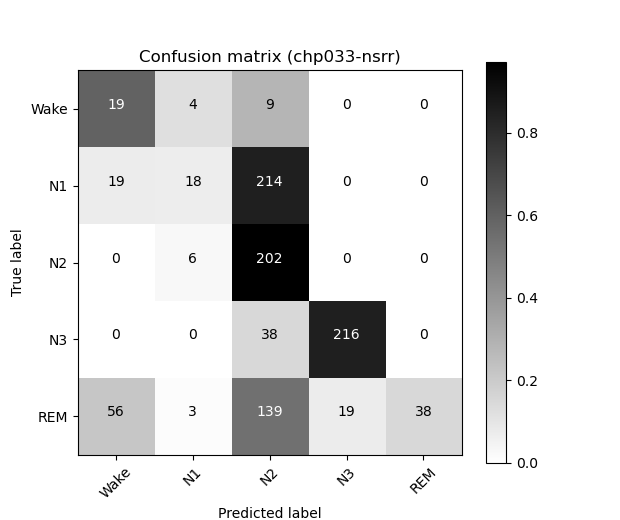 Confusion matrix (chp033-nsrr)
Wake 19 4 9 0 0
N1 19 18 214 0 0
N2 0 6 202 0 0
N3 0 0 38 216 0
REM 56 3 139 19 38
Wake N1 N2 N3 REM
Predicted label
True label
0.8
0.6
0.4
0.2
0.0